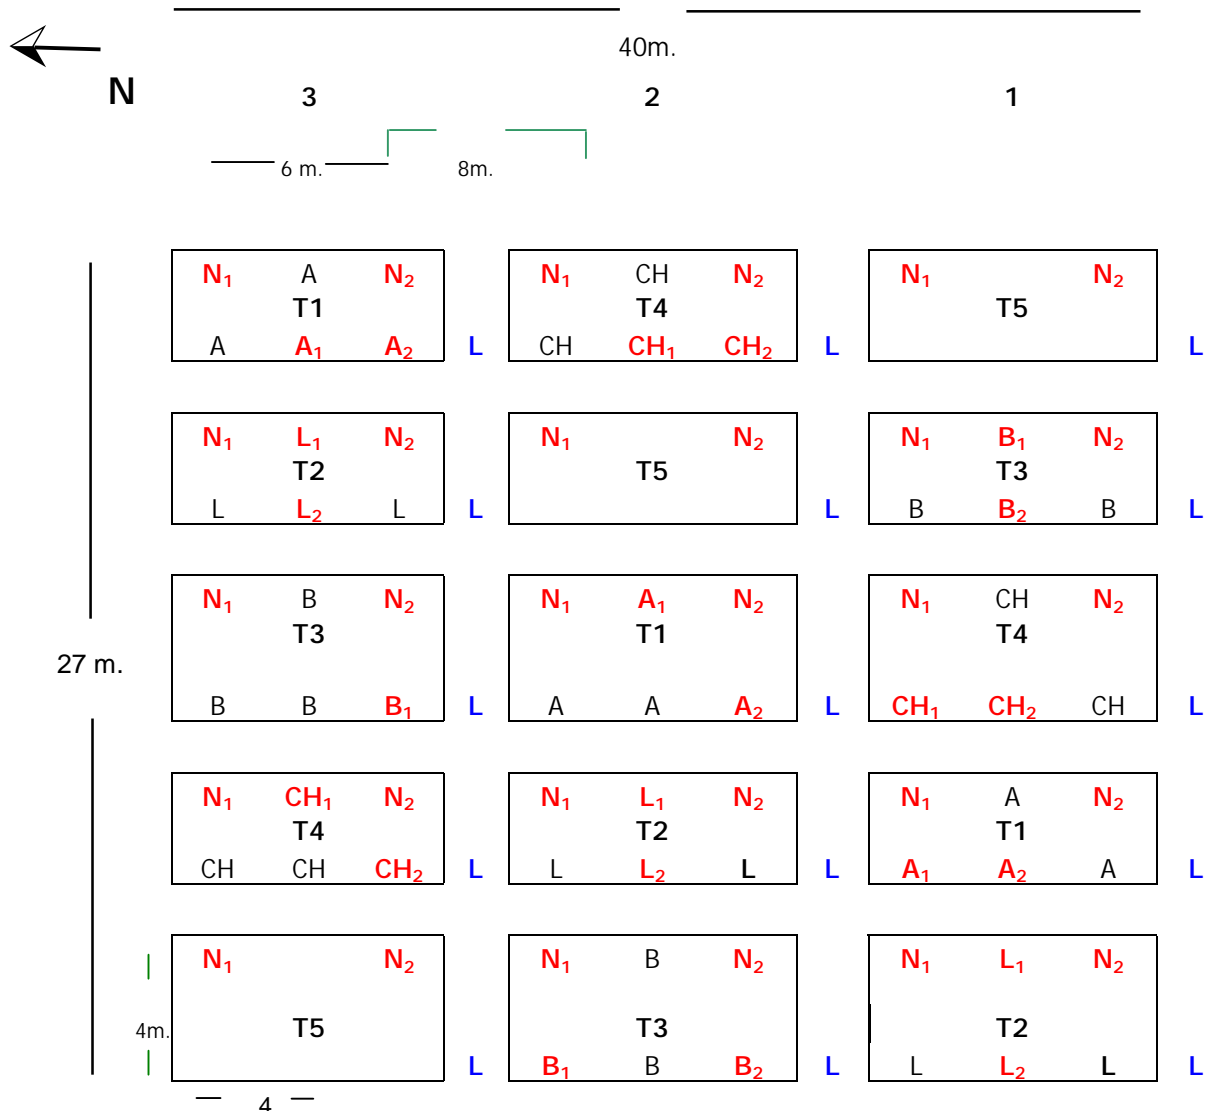 40m.
N 3 2 1
6 m. 8m.
N₁ A N₂ N₁ CH N₂ N₁ N₂
T1 T4 T5
A A₁ A₂ L CH CH₁ CH₂ L L
N₁ L₁ N₂ N₁ N₂ N₁ B₁ N₂
T2 T5 T3
L L₂ L L L B B₂ B L
N₁ B N₂ N₁ A₁ N₂ N₁ CH N₂
T3 T1 T4
27 m.
B B B₁ L A A A₂ L CH₁ CH₂ CH L
N₁ CH₁ N₂ N₁ L₁ N₂ N₁ A N₂
T4 T2 T1
CH CH CH₂ L L L₂ L L A₁ A₂ A L
N₁ N₂ N₁ B N₂ N₁ L₁ N₂
4m. T5 T3 T2
L B₁ B B₂ L L L₂ L L
4